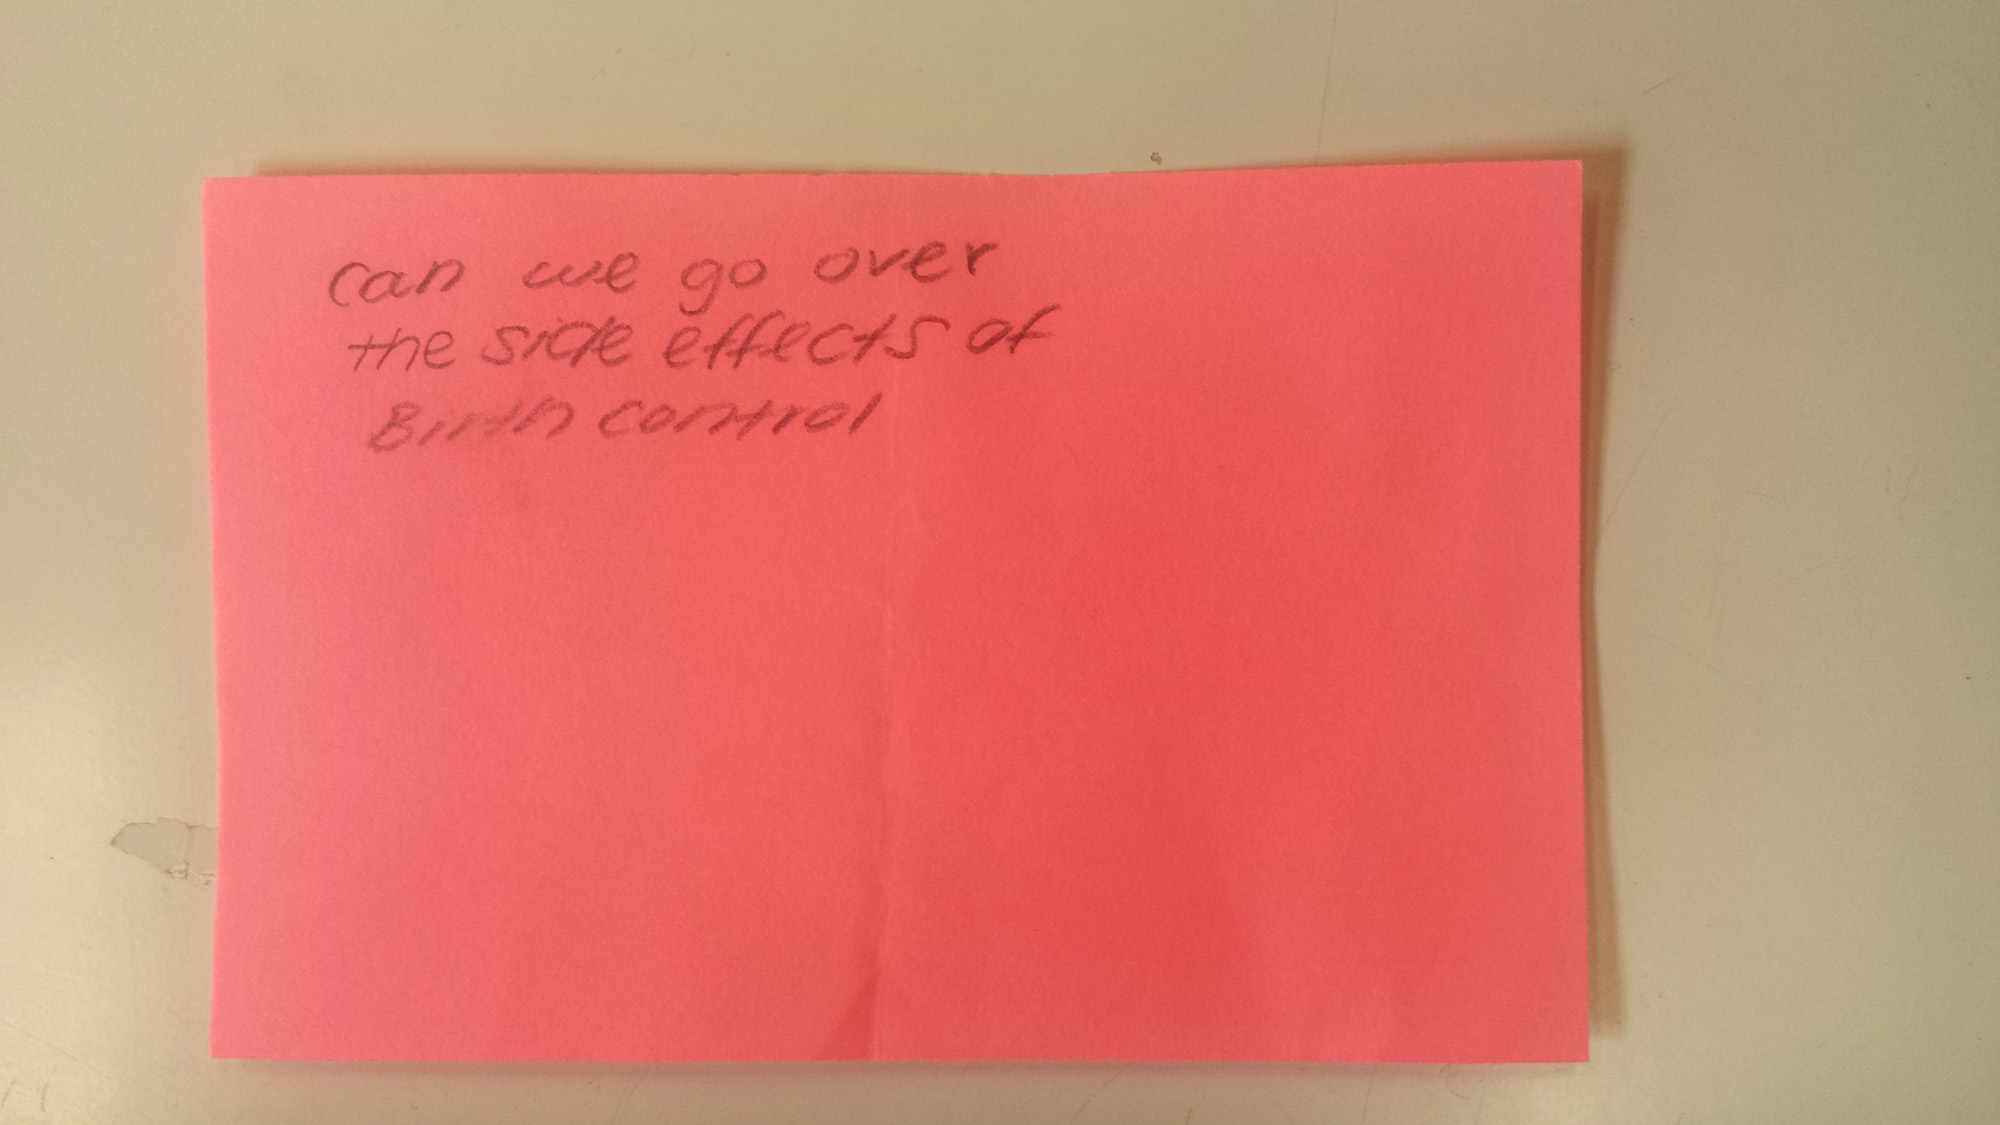 can we go over
the side effects of
Birth control